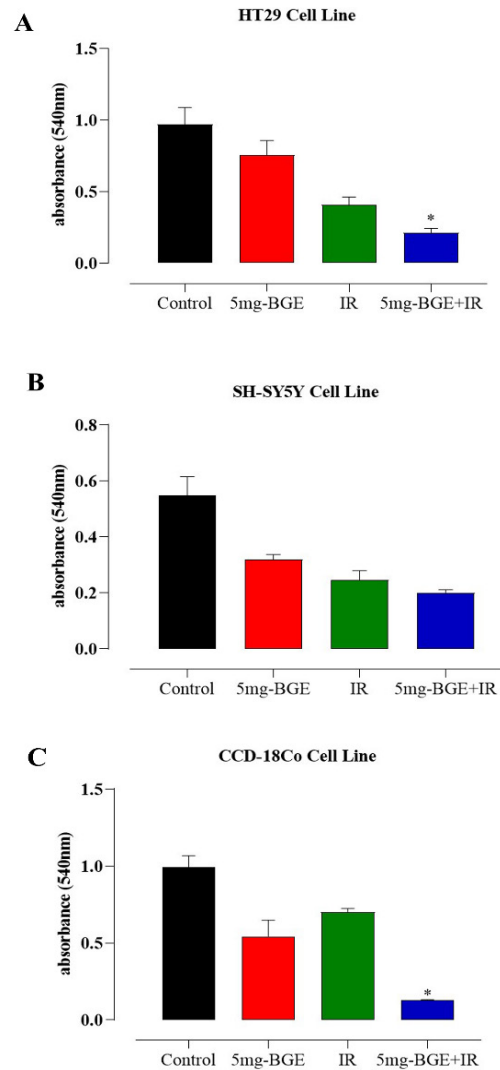 A
HT29 Cell Line
absorbance (540nm)
1.5
1.0
0.5
0.0
*
Control 5mg-BGE IR 5mg-BGE+IR
B
SH-SY5Y Cell Line
absorbance (540nm)
0.8
0.6
0.4
0.2
0.0
Control 5mg-BGE IR 5mg-BGE+IR
C
CCD-18Co Cell Line
absorbance (540nm)
1.5
1.0
0.5
0.0
*
Control 5mg-BGE IR 5mg-BGE+IR